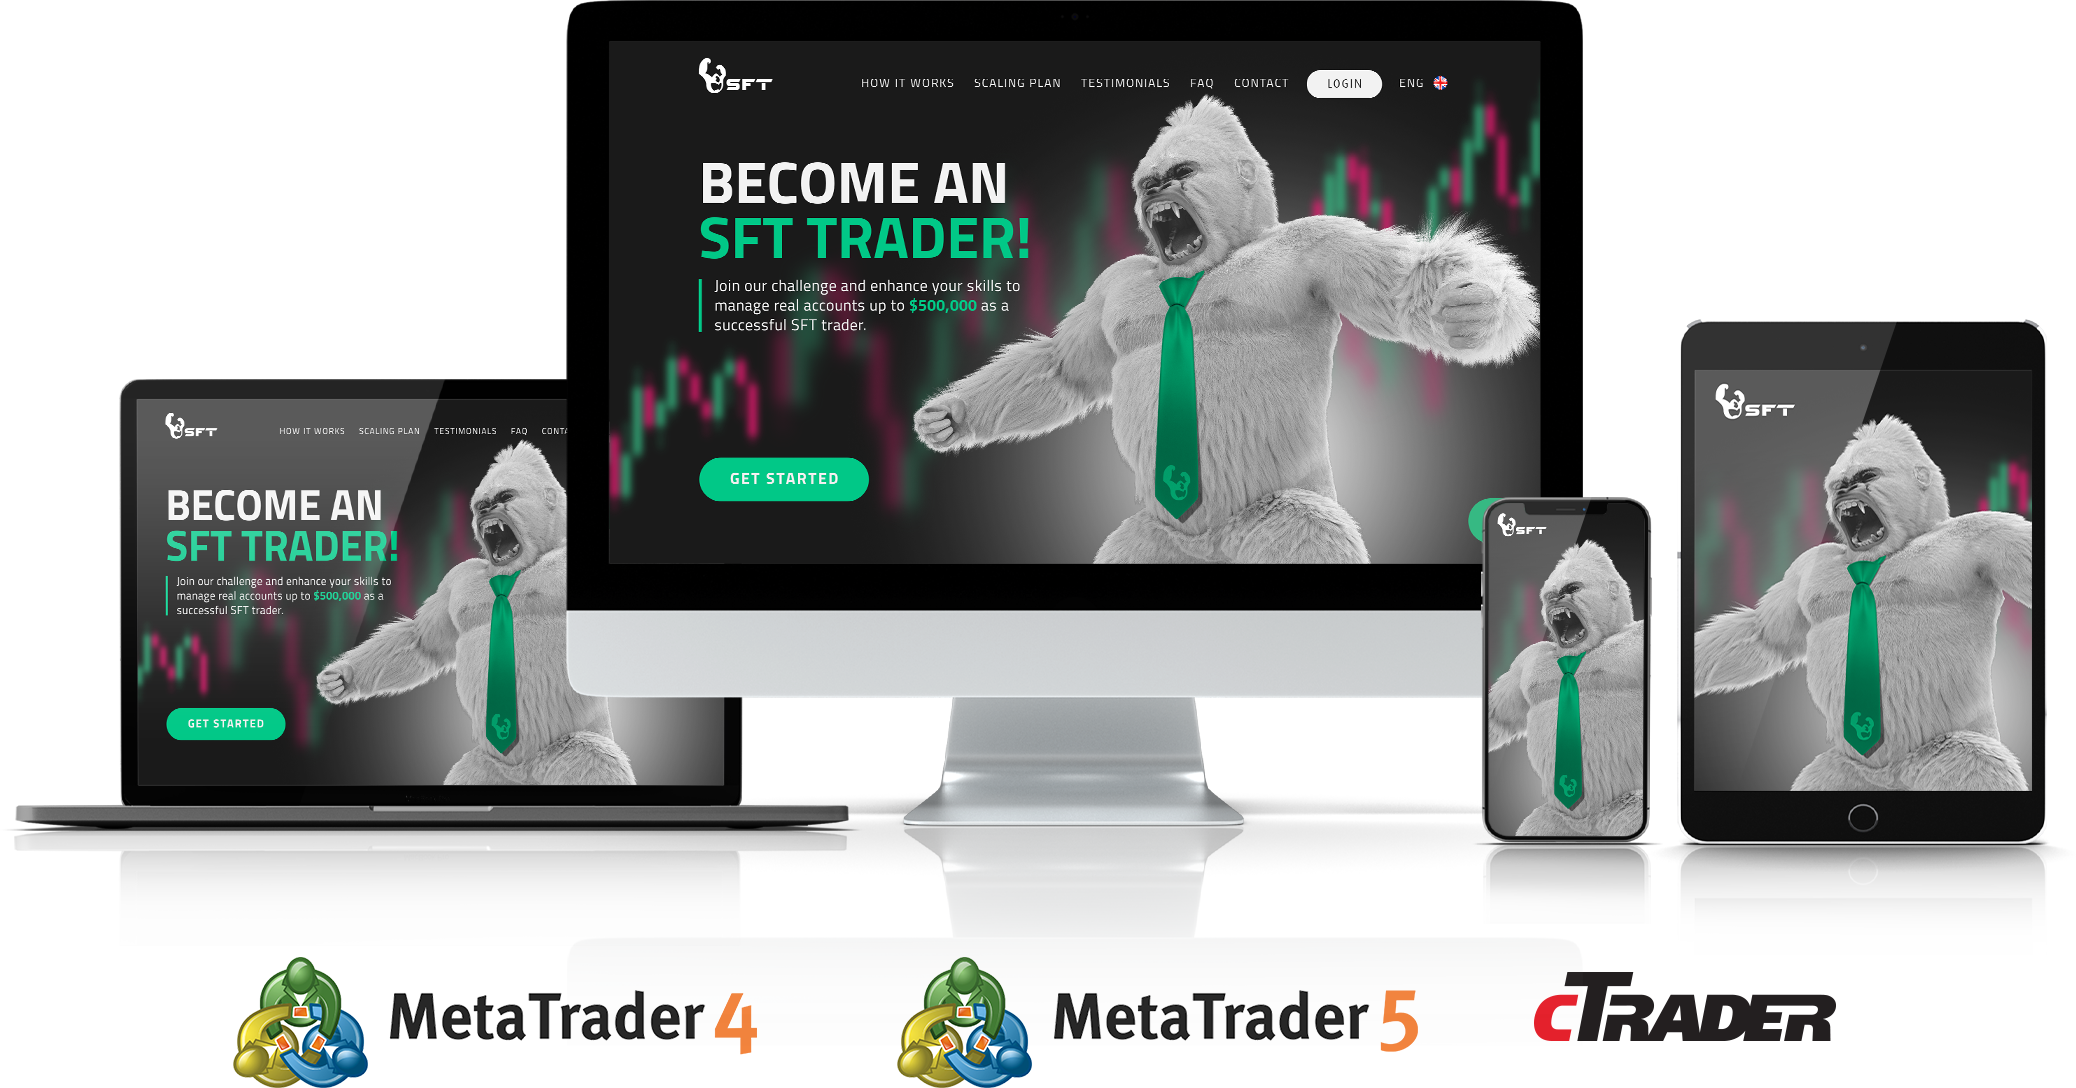 SFT
HOW IT WORKS SCALING PLAN TESTIMONIALS FAQ CONTACT LOGIN ENG
BECOME AN
SFT TRADER!
Join our challenge and enhance your skills to
manage real accounts up to $500,000 as a
successful SFT trader.
GET STARTED
SFT
HOW IT WORKS SCALING PLAN TESTIMONIALS FAQ CONTA
BECOME AN
SFT TRADER!
Join our challenge and enhance your skills to
manage real accounts up to $500,000 as a
successful SFT trader.
GET STARTED
SFT
SFT
MetaTrader 4
MetaTrader 5
cTRADER